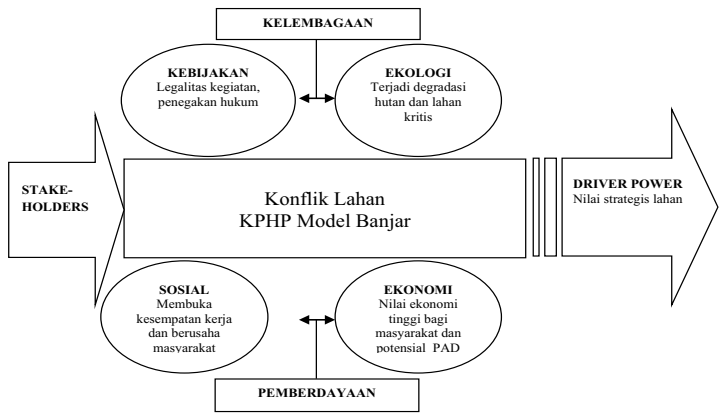 KELEMBAGAAN
KEBIJAKAN
Legalitas kegiatan,
penegakan hukum
EKOLOGI
Terjadi degradasi
hutan dan lahan
kritis
STAKE-
HOLDERS
Konflik Lahan
KPHP Model Banjar
DRIVER POWER
Nilai strategis lahan
SOSIAL
Membuka
kesempatan kerja
dan berusaha
masyarakat
EKONOMI
Nilai ekonomi
tinggi bagi
masyarakat dan
potensial PAD
PEMBERDAYAAN